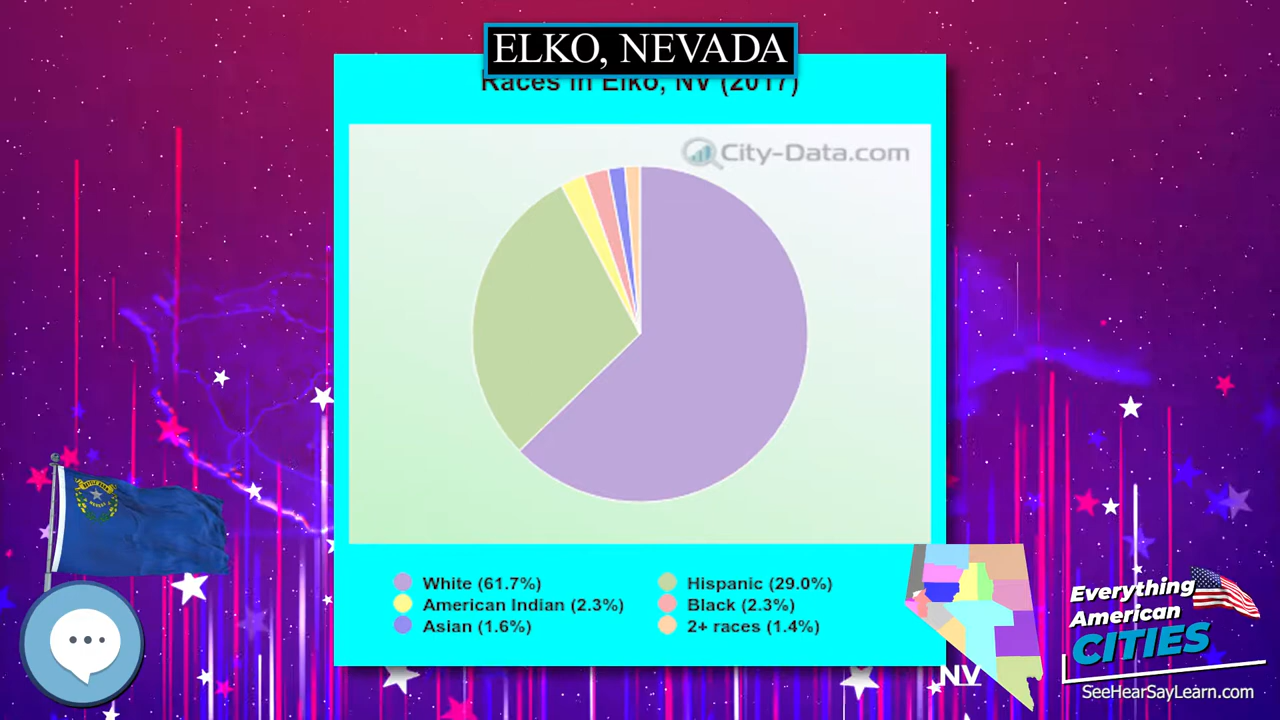 ELKO, NEVADA
Races in Elko, NV (2017)
City-Data.com
White (61.7%)
Hispanic (29.0%)
American Indian (2.3%)
Black (2.3%)
Asian (1.6%)
2+ races (1.4%)
Everything
American
CITIES
NV
SeeHearSayLearn.com